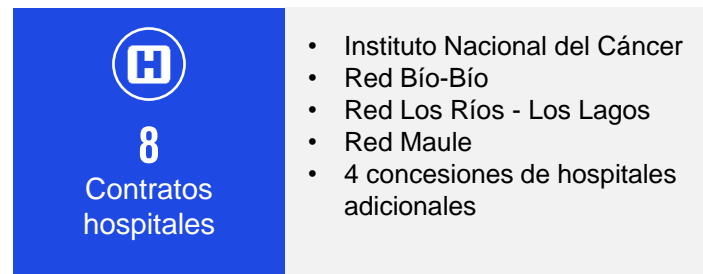 H
8
Contratos
hospitales
• Instituto Nacional del Cáncer
• Red Bío-Bío
• Red Los Ríos - Los Lagos
• Red Maule
• 4 concesiones de hospitales
adicionales